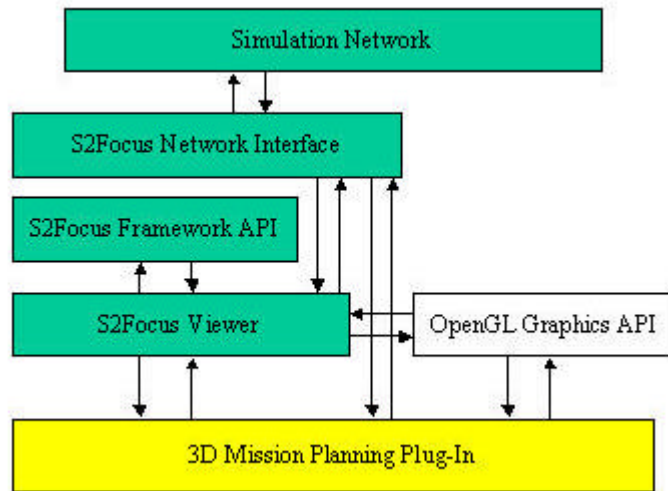 Simulation Network
S2Focus Network Interface
S2Focus Framework API
S2Focus Viewer
OpenGL Graphics API
3D Mission Planning Plug-In